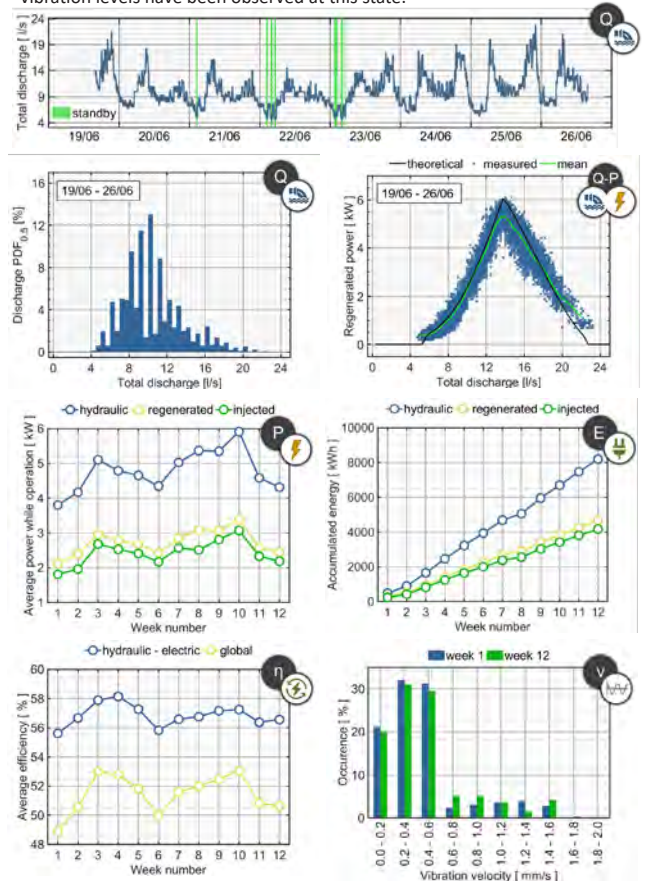 vibration levels have been observed at this state.
Total discharge [ l/s ]
24
19
14
9
4
Q
standby
19/06 20/06 21/06 22/06 23/06 24/06 25/06 26/06
Discharge PDF0.5 [%]
16
12
8
4
0
19/06 - 26/06
Q
0 4 8 12 16 20 24
Total discharge [l/s]
theoretical measured mean
Regenerated power [ kW ]
6
4
2
0
19/06 - 26/06
Q-P
0 4 8 12 16 20 24
Total discharge [l/s]
hydraulic regenerated injected
Average power while operation [ kW ]
6
5
4
3
2
1
P
1 2 3 4 5 6 7 8 9 10 11 12
Week number
hydraulic regenerated injected
Accumulated energy [ kWh ]
10000
8000
6000
4000
2000
0
E
1 2 3 4 5 6 7 8 9 10 11 12
Week number
hydraulic - electric global
Average efficiency [ % ]
60
58
56
54
52
50
48
η
1 2 3 4 5 6 7 8 9 10 11 12
Week number
week 1 week 12
Occurence [ % ]
30
20
10
0
v
0.0 - 0.2
0.2 - 0.4
0.4 - 0.6
0.6 - 0.8
0.8 - 1.0
1.0 - 1.2
1.2 - 1.4
1.4 - 1.6
1.6 - 1.8
1.8 - 2.0
Vibration velocity [ mm/s ]